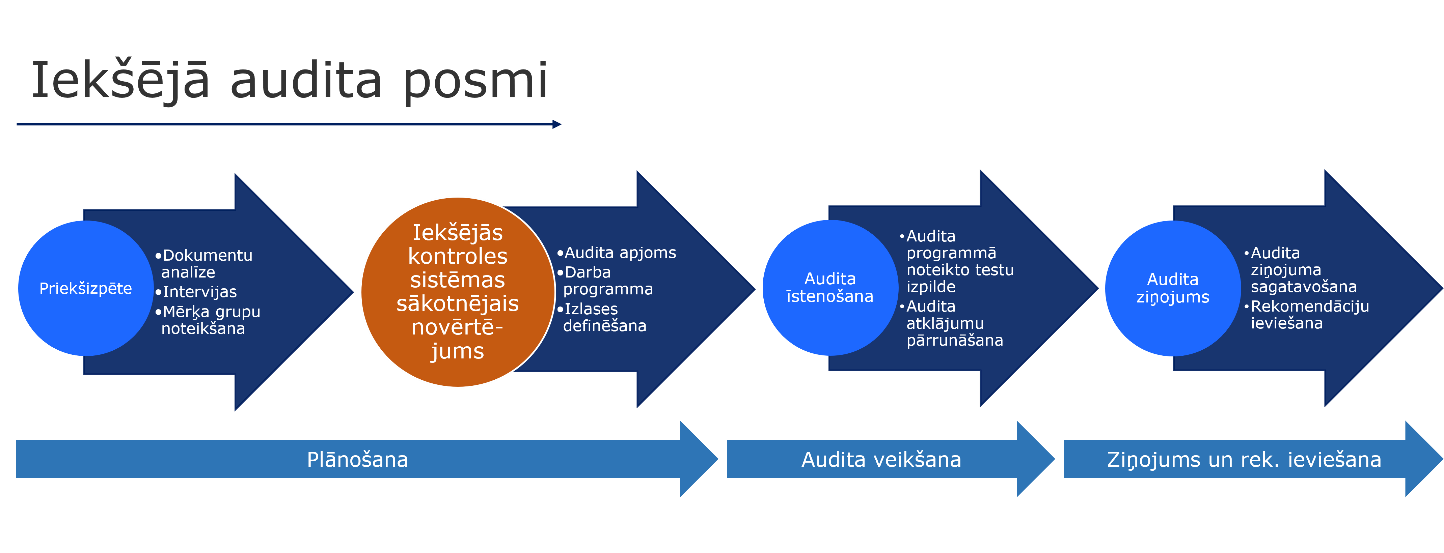 Iekšējā audita posmi
Priekšizpēte
•Dokumentu
analīze
•Intervijas
•Mērķa grupu
noteikšana
Iekšējās
kontroles
sistēmas
sākotnējais
novērtē-
jums
•Audita apjoms
•Darba
programma
•Izlases
definēšana
Audita
īstenošana
•Audita
programmā
noteikto testu
izpilde
•Audita
atklājumu
pārrunāšana
Audita
ziņojums
•Audita
ziņojuma
sagatavošana
•Rekomendāciju
ieviešana
Plānošana
Audita veikšana
Ziņojums un rek. ieviešana